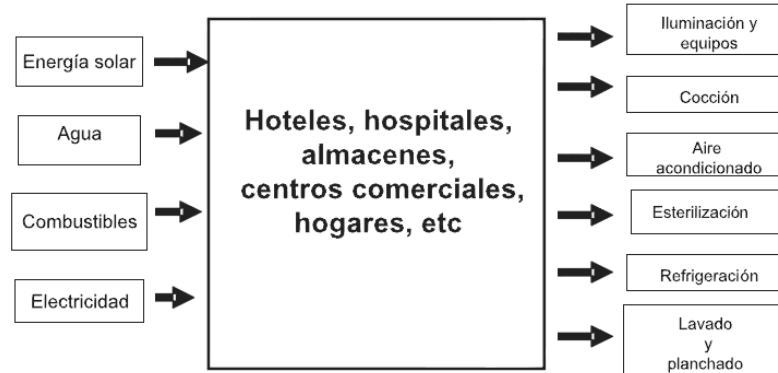 Energía solar
Agua
Combustibles
Electricidad
Hoteles, hospitales,
almacenes,
centros comerciales,
hogares, etc
Iluminación y
equipos
Cocción
Aire
acondicionado
Esterilización
Refrigeración
Lavado
y
planchado